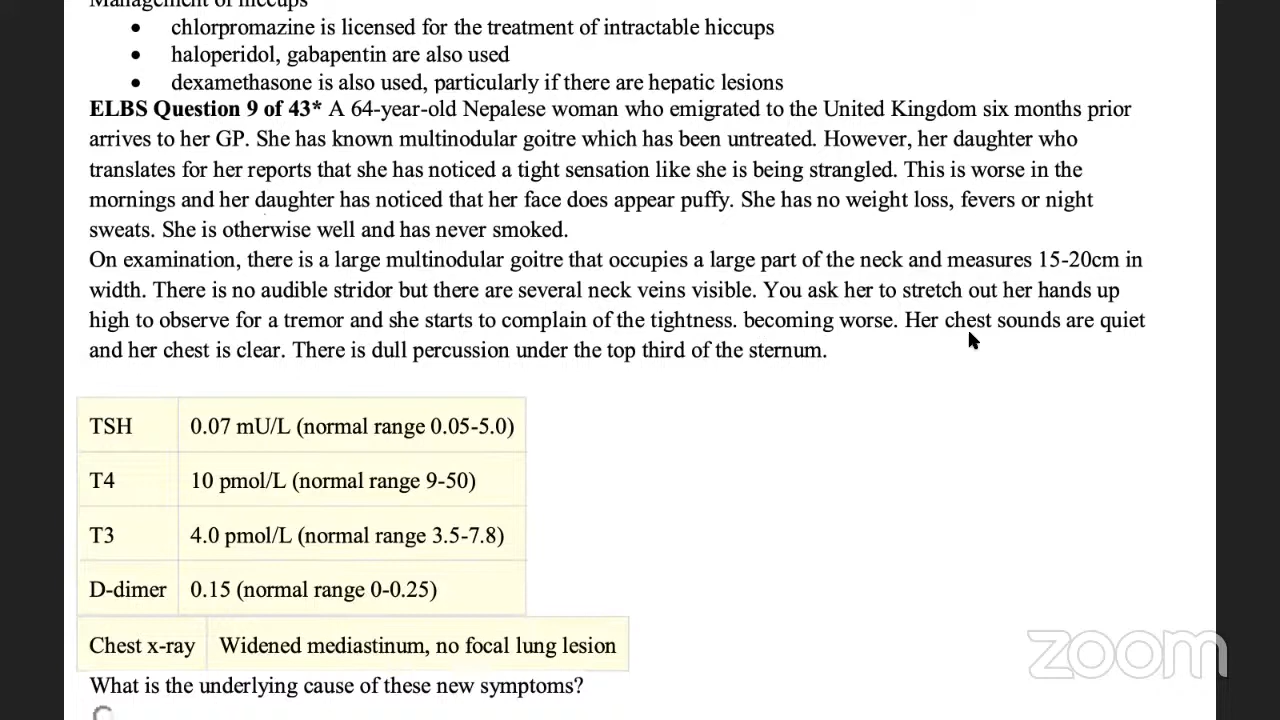 Management of hiccups
• chlorpromazine is licensed for the treatment of intractable hiccups
• haloperidol, gabapentin are also used
• dexamethasone is also used, particularly if there are hepatic lesions
ELBS Question 9 of 43* A 64-year-old Nepalese woman who emigrated to the United Kingdom six months prior
arrives to her GP. She has known multinodular goitre which has been untreated. However, her daughter who
translates for her reports that she has noticed a tight sensation like she is being strangled. This is worse in the
mornings and her daughter has noticed that her face does appear puffy. She has no weight loss, fevers or night
sweats. She is otherwise well and has never smoked.
On examination, there is a large multinodular goitre that occupies a large part of the neck and measures 15-20cm in
width. There is no audible stridor but there are several neck veins visible. You ask her to stretch out her hands up
high to observe for a tremor and she starts to complain of the tightness. becoming worse. Her chest sounds are quiet
and her chest is clear. There is dull percussion under the top third of the sternum.
TSH 0.07 mU/L (normal range 0.05-5.0)
T4 10 pmol/L (normal range 9-50)
T3 4.0 pmol/L (normal range 3.5-7.8)
D-dimer 0.15 (normal range 0-0.25)
Chest x-ray Widened mediastinum, no focal lung lesion
zoom
What is the underlying cause of these new symptoms?